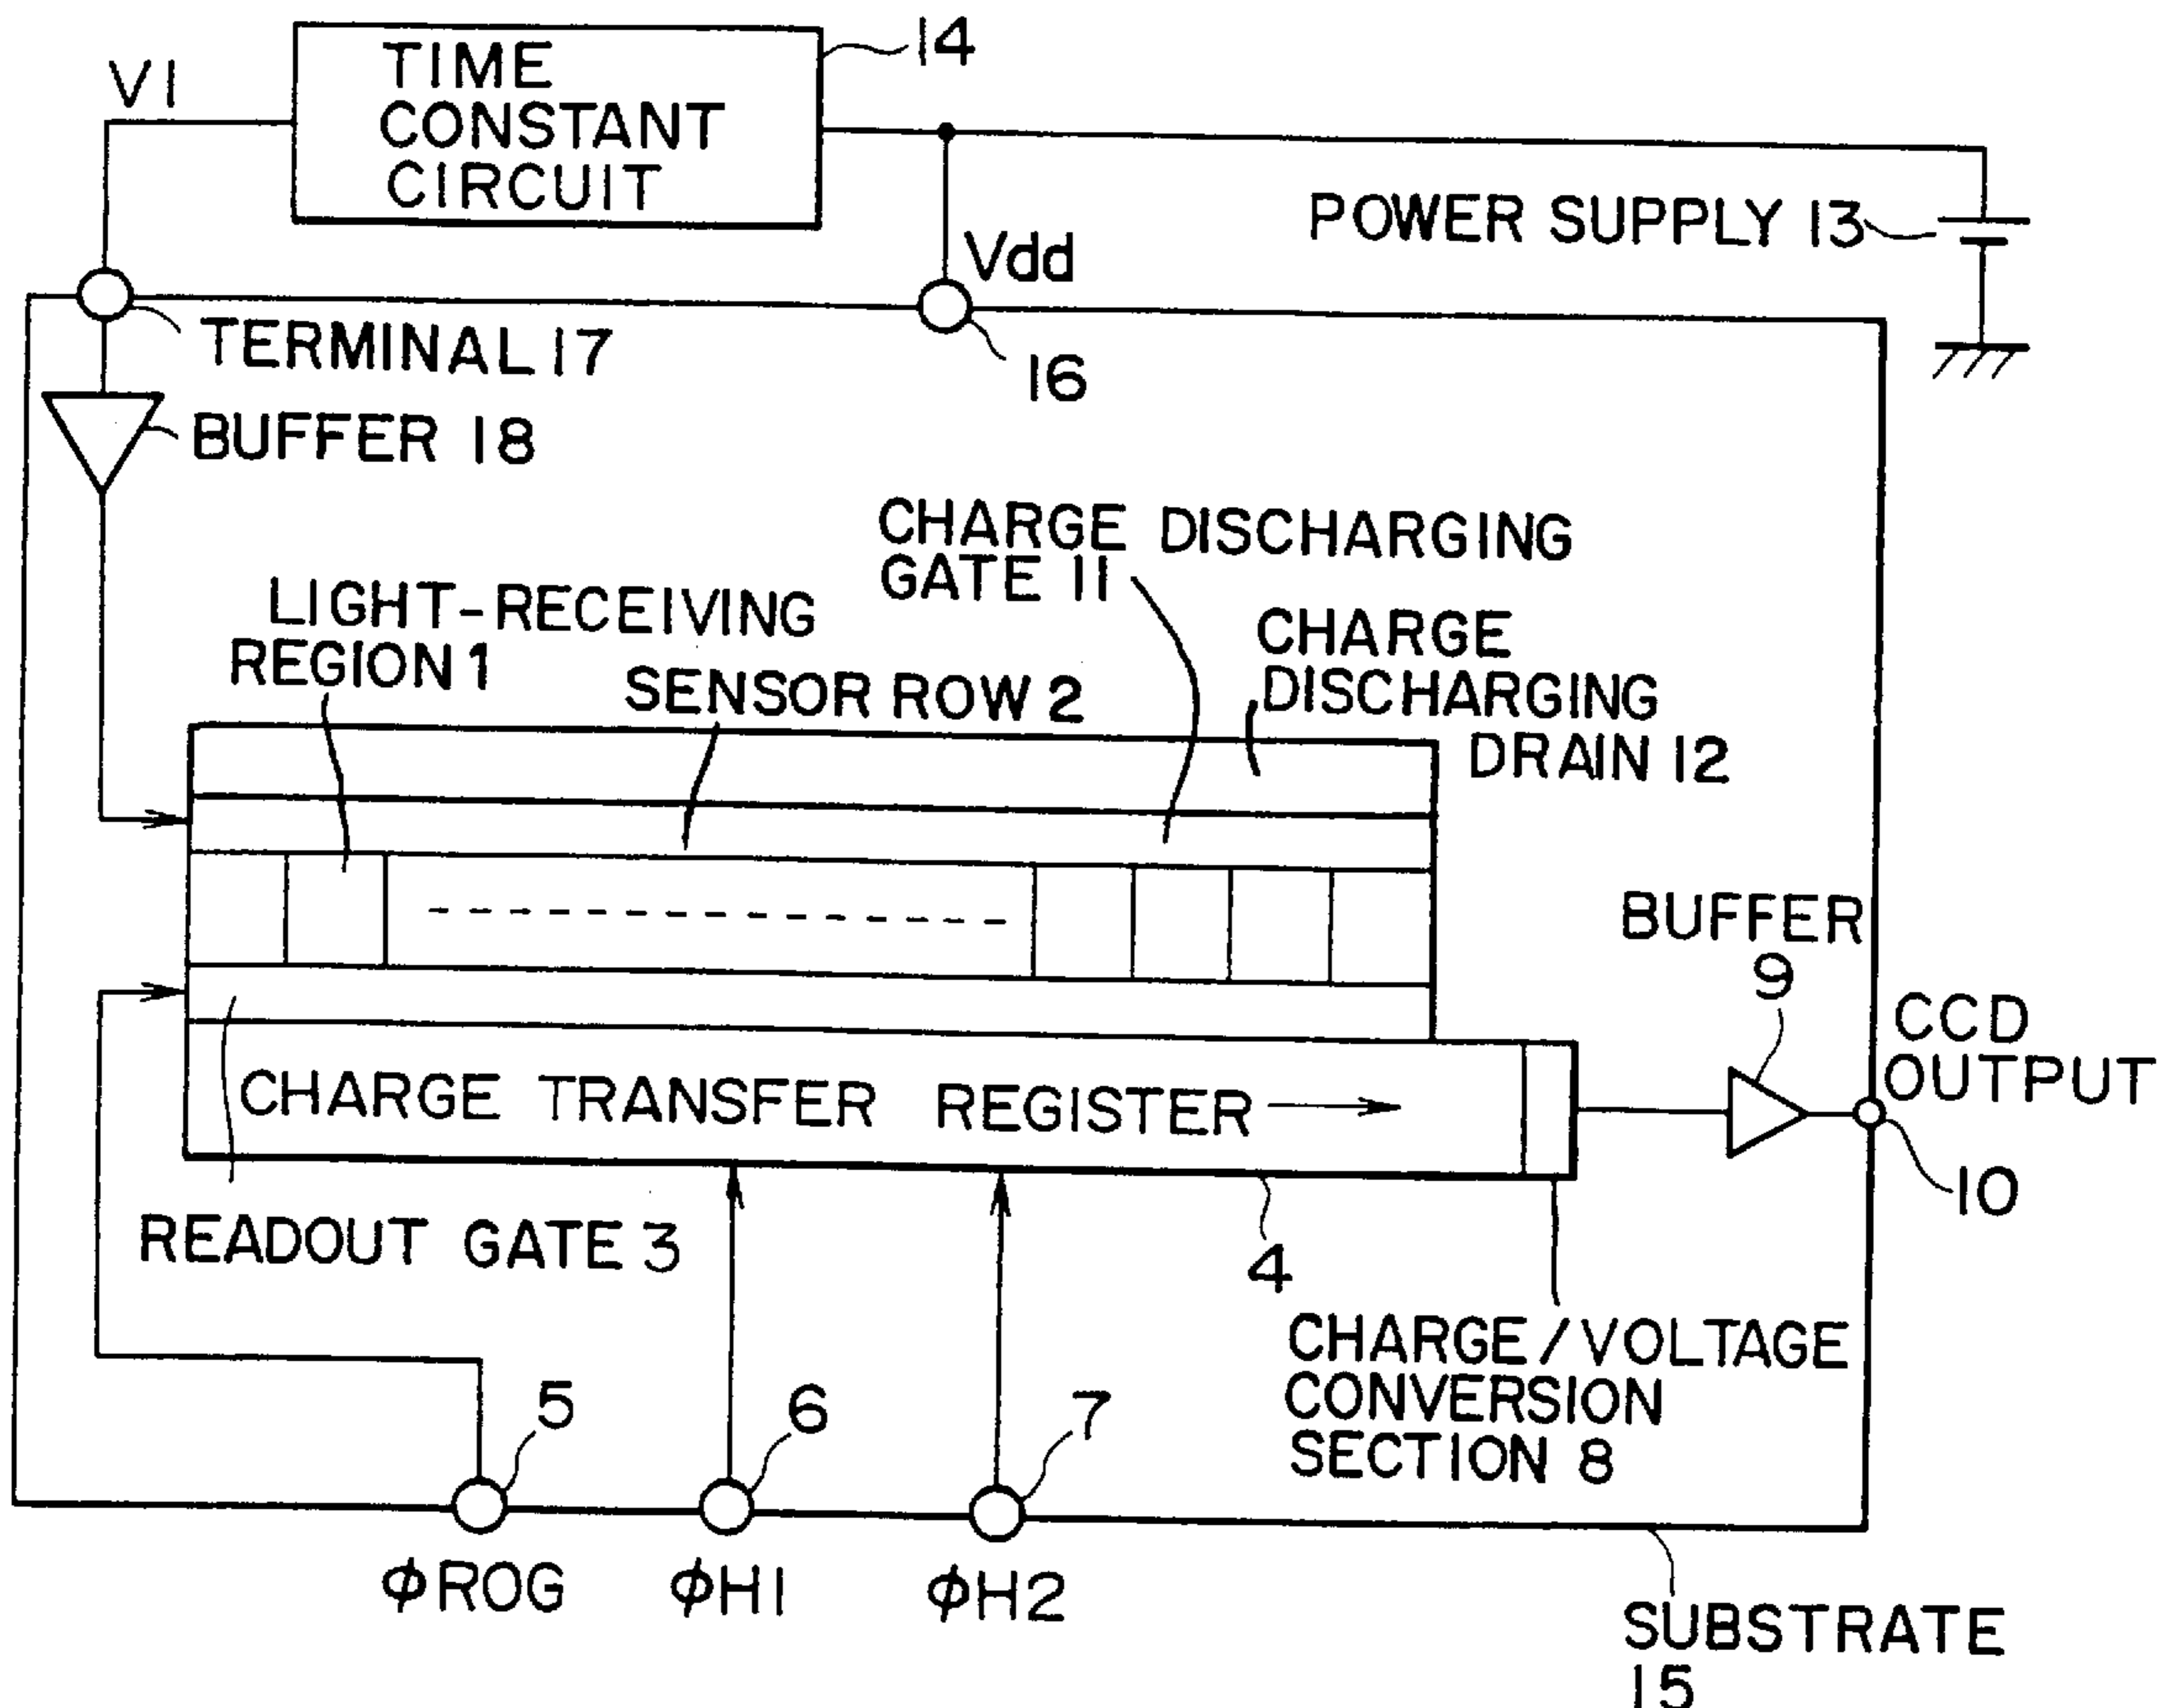 14
V1
TIME
CONSTANT
CIRCUIT
POWER SUPPLY 13
Vdd
TERMINAL 17
16
BUFFER 18
CHARGE DISCHARGING
GATE 11
LIGHT-RECEIVING
REGION 1
CHARGE
DISCHARGING
DRAIN 12
SENSOR ROW 2
BUFFER
9
CCD
OUTPUT
CHARGE TRANSFER REGISTER
10
READOUT GATE 3
4
CHARGE/VOLTAGE
CONVERSION
SECTION 8
5
6
7
ϕROG
ϕH1
ϕH2
SUBSTRATE
15